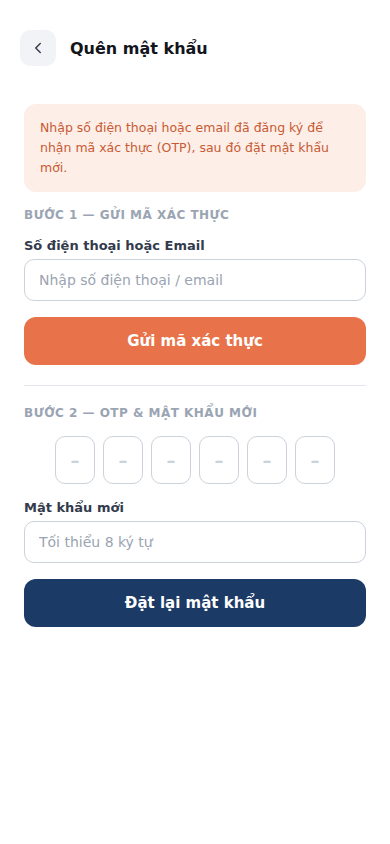 Quên mật khẩu
Nhập số điện thoại hoặc email đã đăng ký để
nhận mã xác thực (OTP), sau đó đặt mật khẩu
mới.
BƯỚC 1 — GỬI MÃ XÁC THỰC
Số điện thoại hoặc Email
Nhập số điện thoại / email
Gửi mã xác thực
BƯỚC 2 — OTP & MẬT KHẨU MỚI
– – – – – –
Mật khẩu mới
Tối thiểu 8 ký tự
Đặt lại mật khẩu